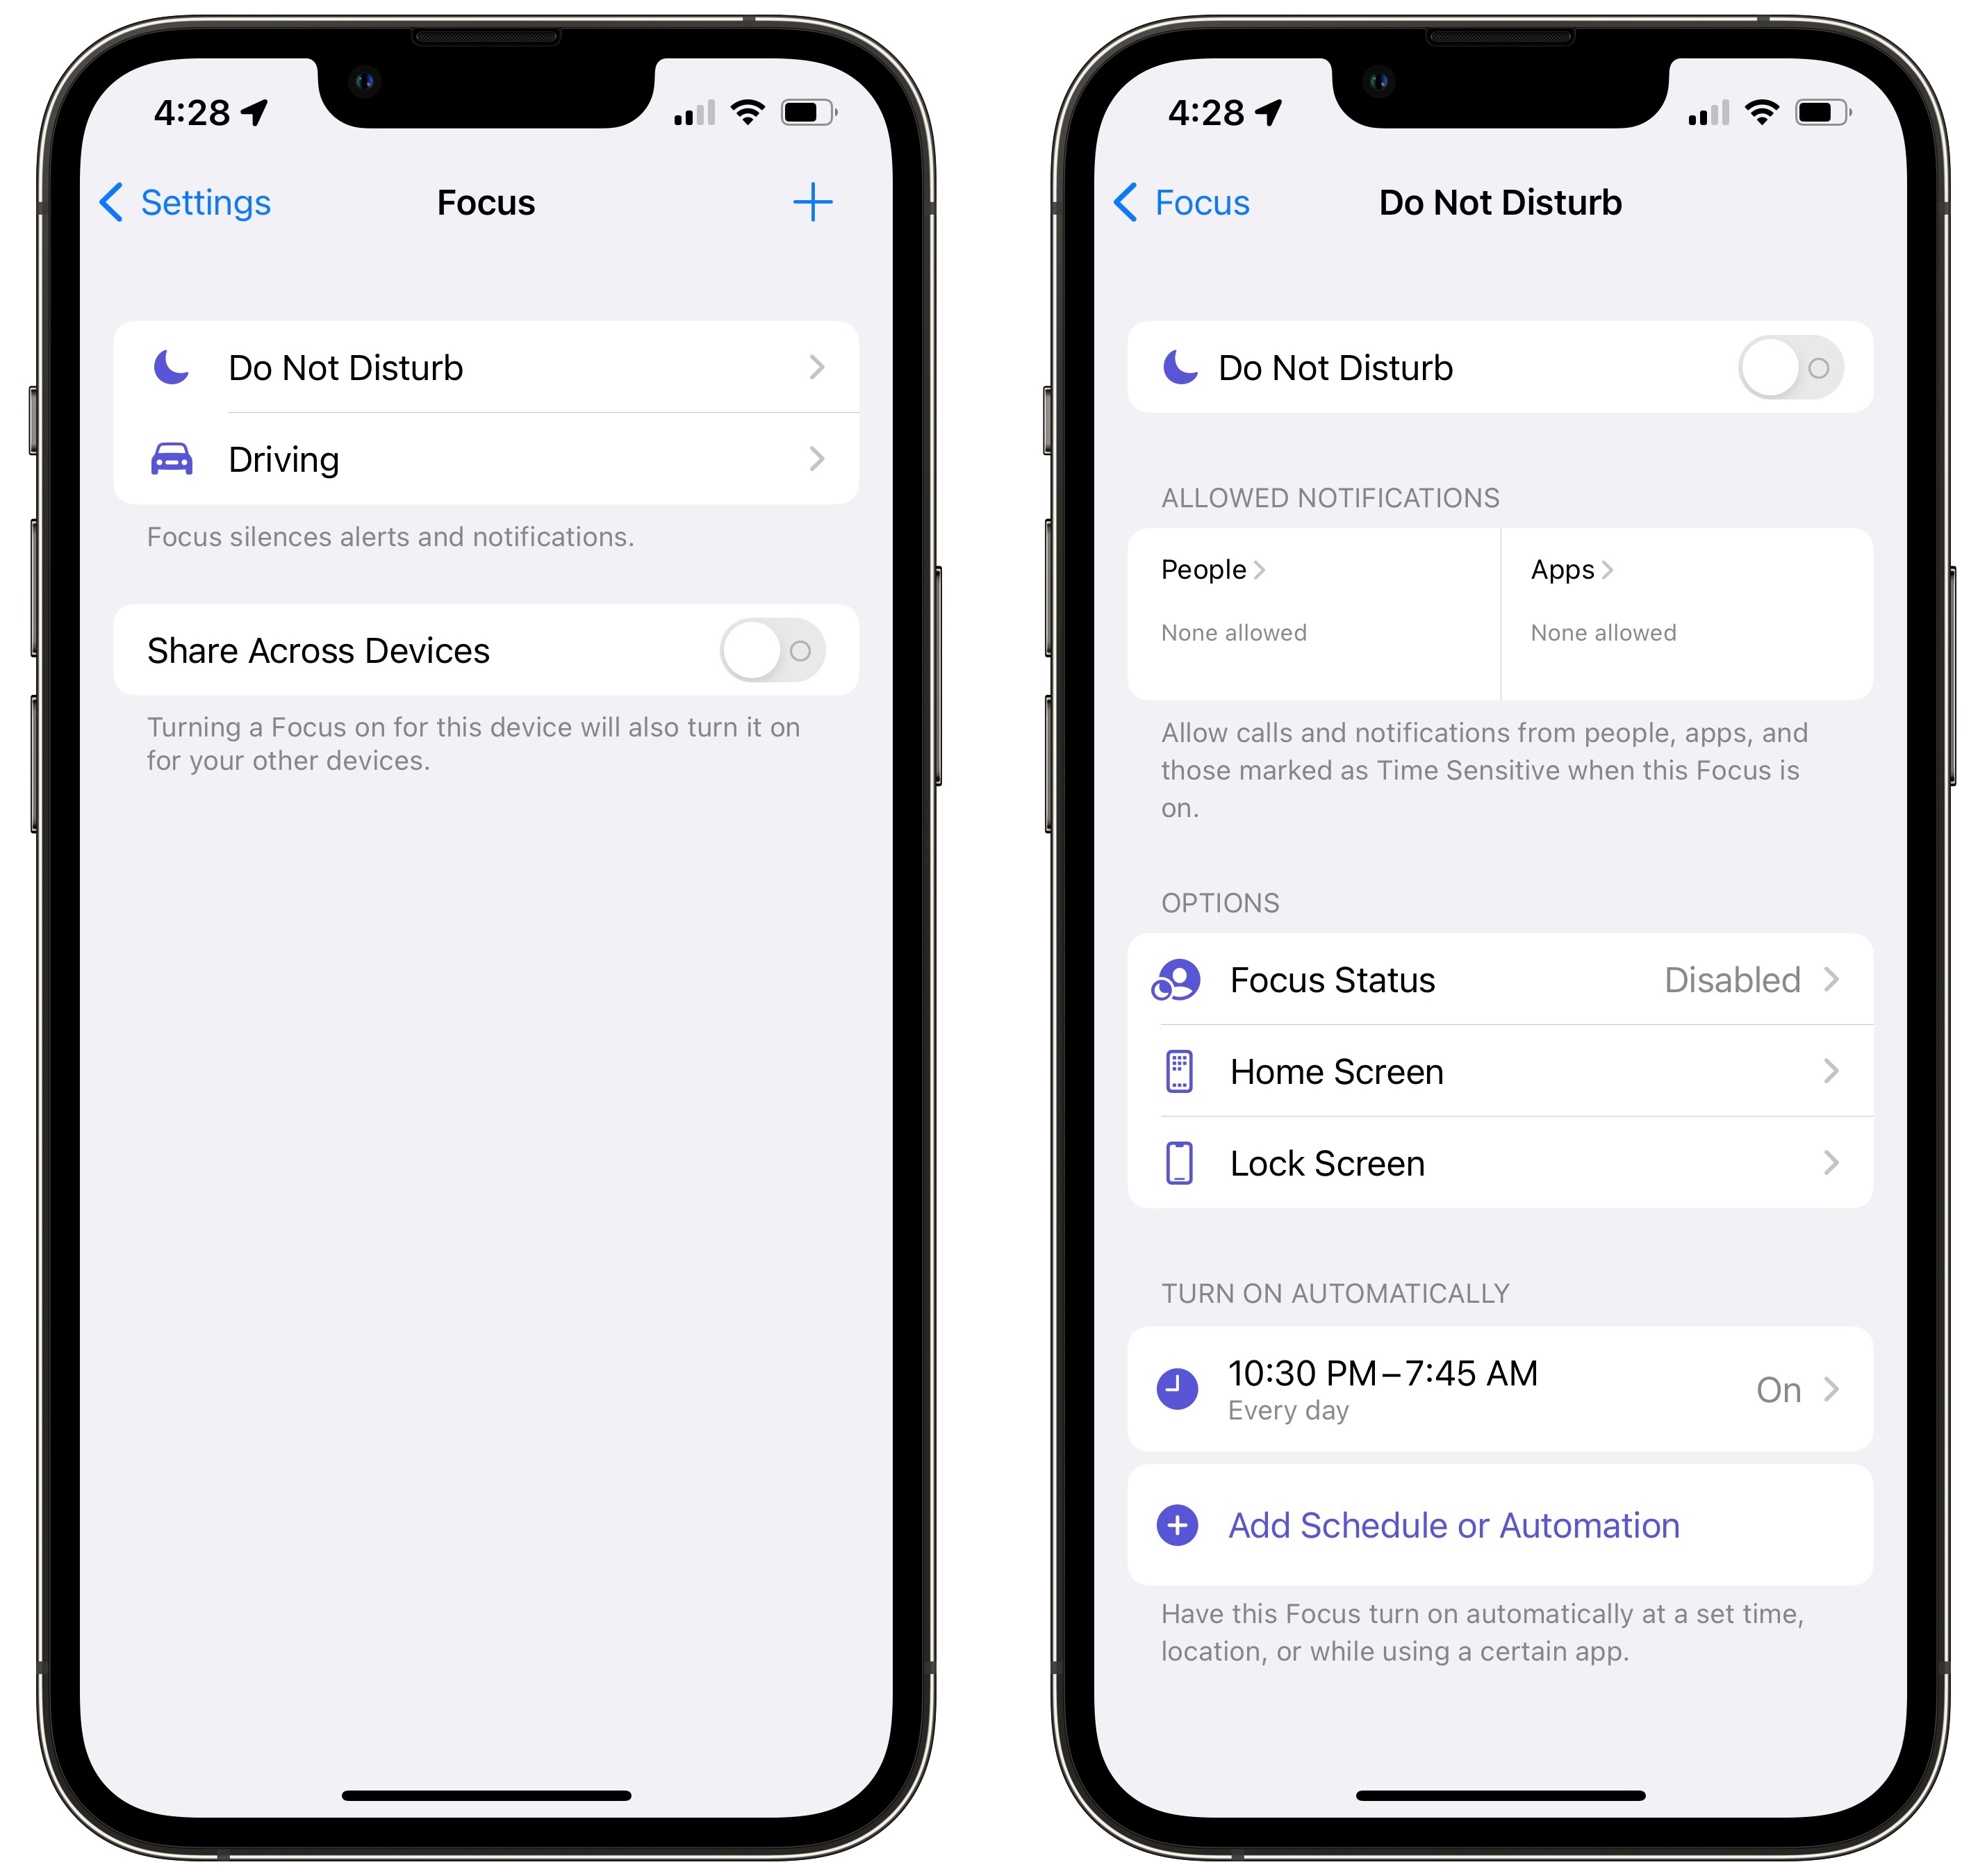 4:28
Settings
Focus
Do Not Disturb
Driving
Focus silences alerts and notifications.
Share Across Devices
Turning a Focus on for this device will also turn it on
for your other devices.
4:28
Focus
Do Not Disturb
Do Not Disturb
ALLOWED NOTIFICATIONS
People
Apps
None allowed
None allowed
Allow calls and notifications from people, apps, and
those marked as Time Sensitive when this Focus is
on.
OPTIONS
Focus Status
Disabled
Home Screen
Lock Screen
TURN ON AUTOMATICALLY
10:30 PM–7:45 AM
Every day
On
Add Schedule or Automation
Have this Focus turn on automatically at a set time,
location, or while using a certain app.